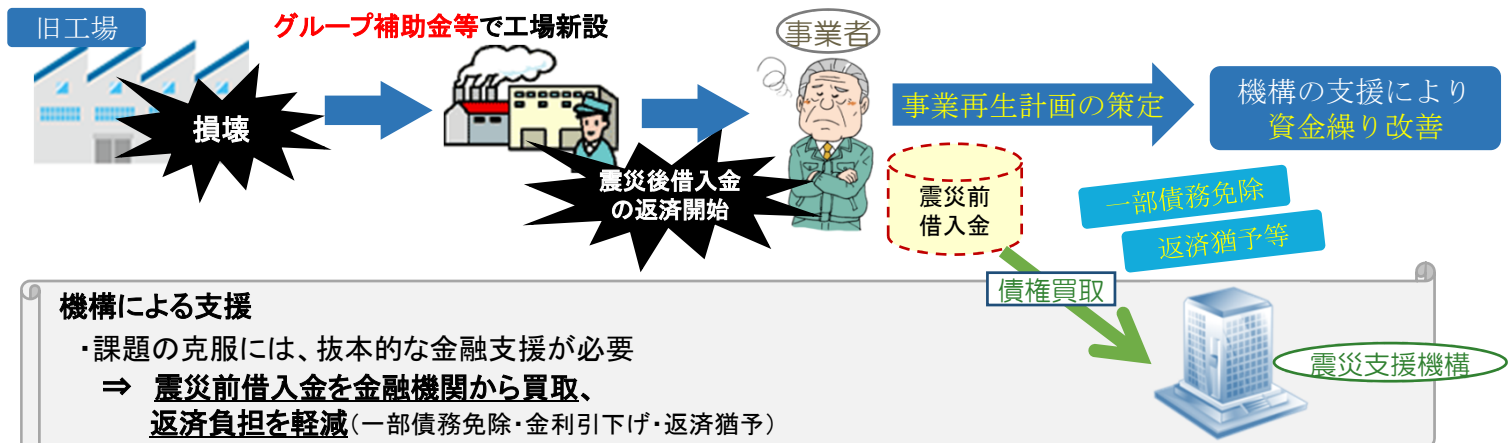 旧工場
グループ補助金等で工場新設
事業者
損壊
震災後借入金
の返済開始
事業再生計画の策定
機構の支援により
資金繰り改善
震災前
借入金
一部債務免除
返済猶予等
債権買取
震災支援機構
機構による支援
・課題の克服には、抜本的な金融支援が必要
⇒ 震災前借入金を金融機関から買取、
返済負担を軽減(一部債務免除・金利引下げ・返済猶予)